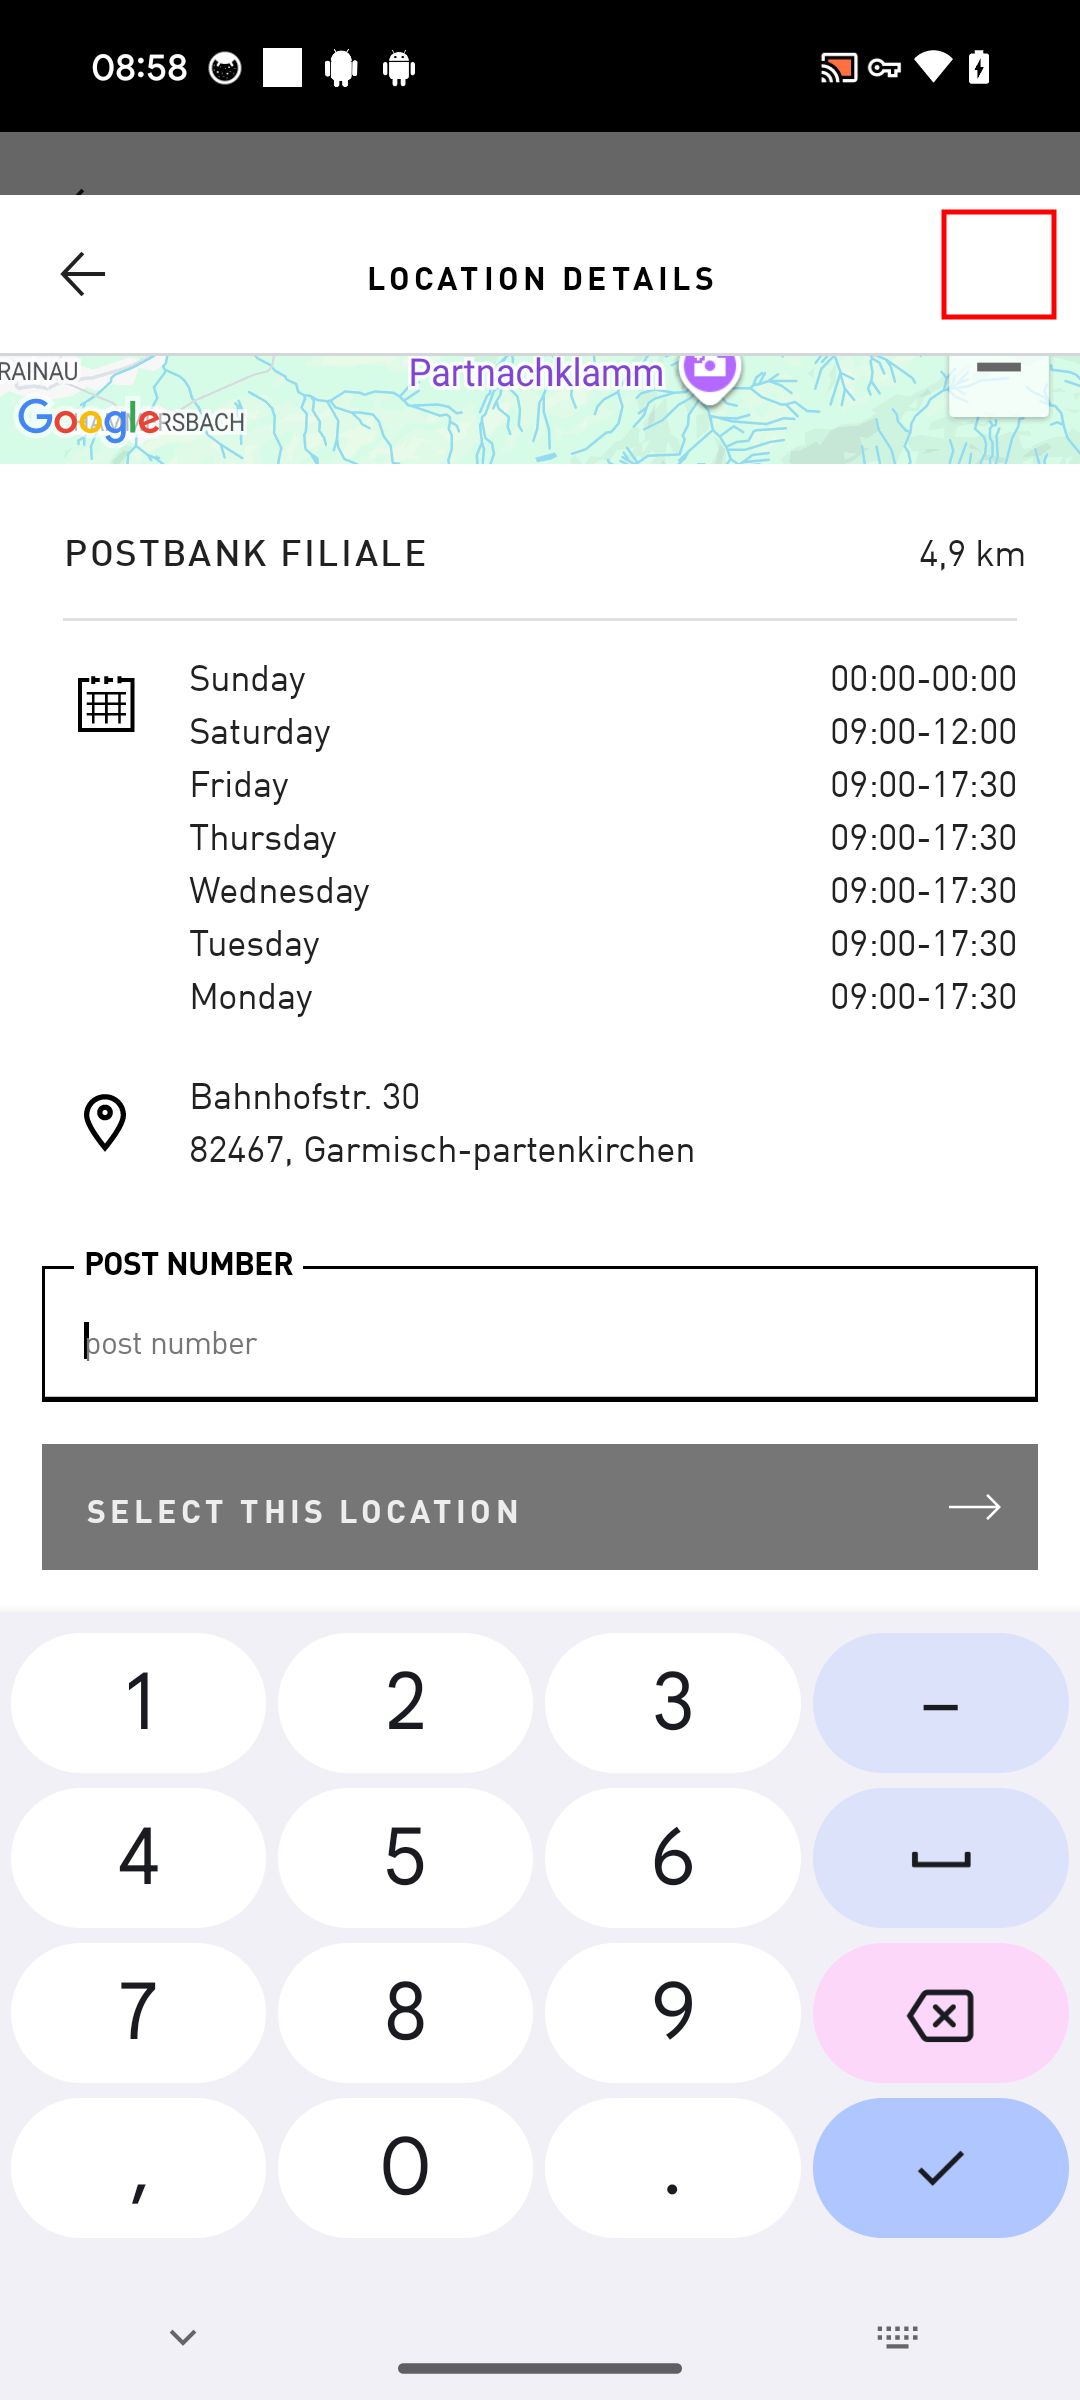 08:58
LOCATION DETAILS
RAINAU
Partnachklamm
Google
RSBACH
POSTBANK FILIALE
4,9 km
Sunday 00:00-00:00
Saturday 09:00-12:00
Friday 09:00-17:30
Thursday 09:00-17:30
Wednesday 09:00-17:30
Tuesday 09:00-17:30
Monday 09:00-17:30
Bahnhofstr. 30
82467, Garmisch-partenkirchen
POST NUMBER
post number
SELECT THIS LOCATION
1 2 3 –
4 5 6
7 8 9
, 0 .